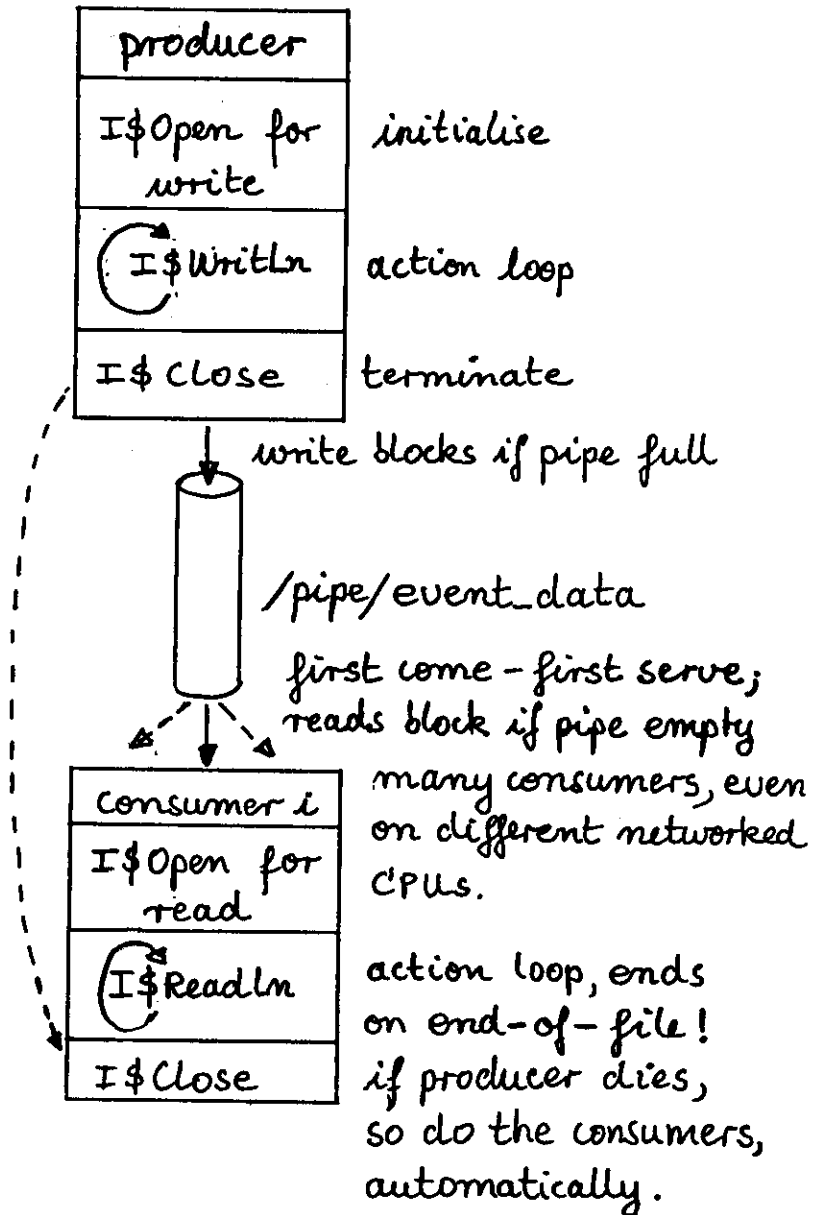 producer
I$Open for
write
initialise
I$WritLn
action loop
I$Close
terminate
write blocks if pipe full
/pipe/event_data
first come - first serve;
reads block if pipe empty
many consumers, even
on different networked
CPUs.
consumer i
I$Open for
read
I$ReadLn
action loop, ends
on end-of-file!
I$Close
if producer dies,
so do the consumers,
automatically.